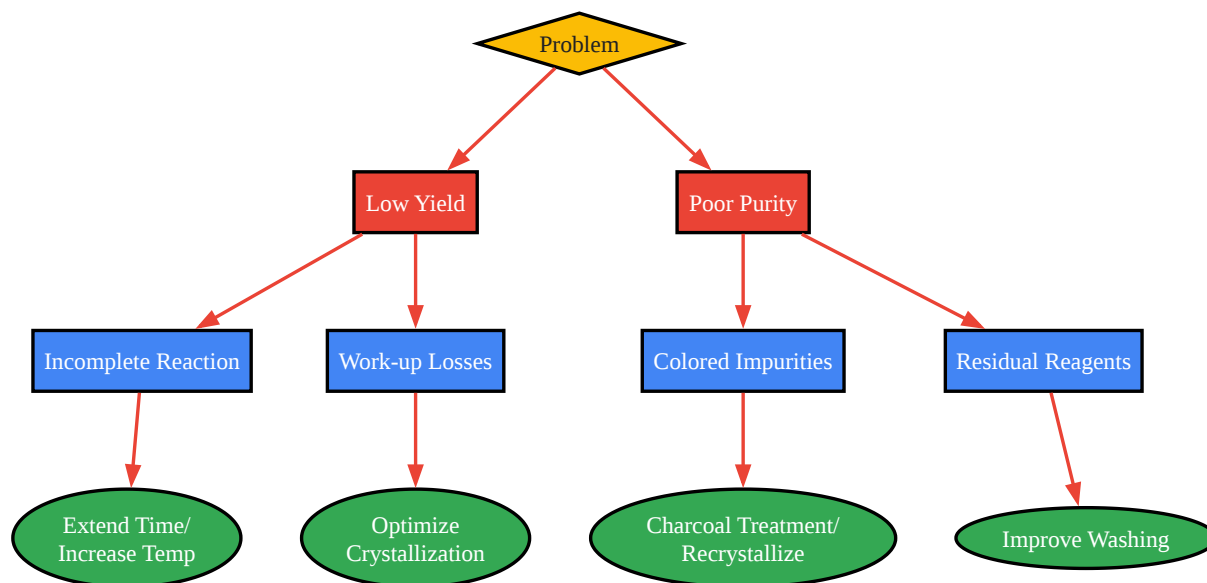 Problem
Low Yield
Poor Purity
Incomplete Reaction
Work-up Losses
Colored Impurities
Residual Reagents
Extend Time/
Increase Temp
Optimize
Crystallization
Charcoal Treatment/
Recrystallize
Improve Washing